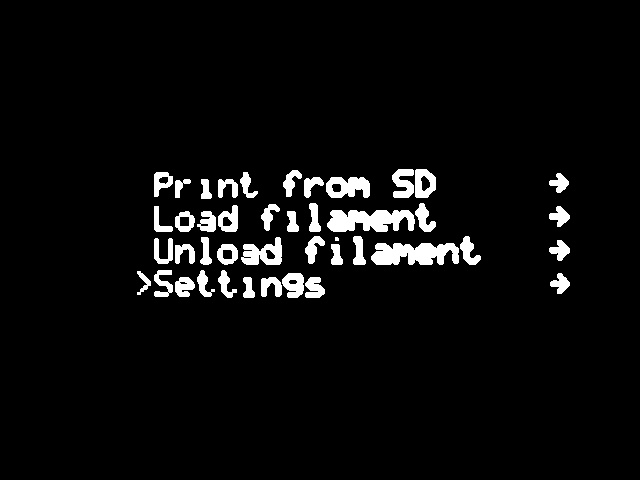 Print from SD →
Load filament →
Unload filament →
>Settings →